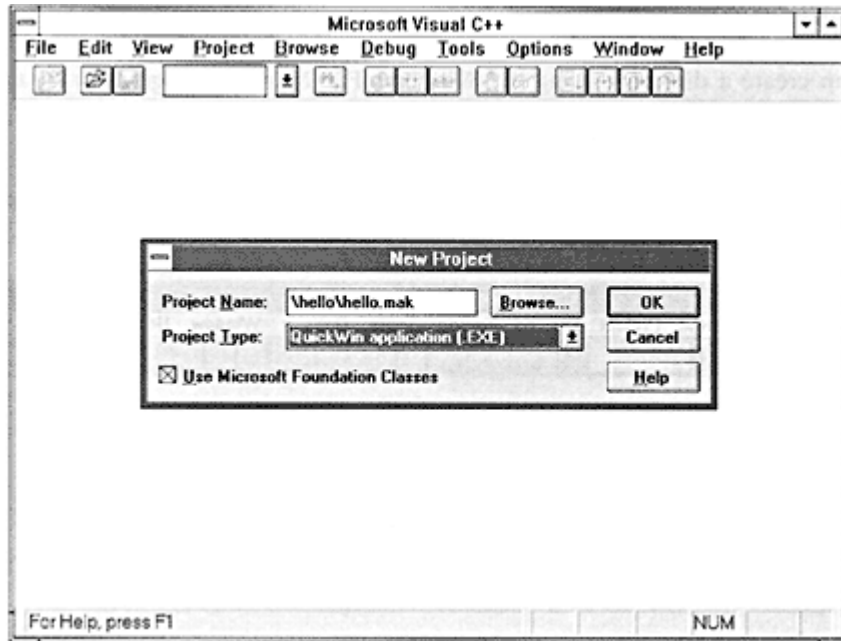 Microsoft Visual C++
File Edit View Project Browse Debug Tools Options Window Help
New Project
Project Name: \hello\hello.mak Browse... OK
Project Type: QuickWin application (.EXE) Cancel
Use Microsoft Foundation Classes Help
For Help, press F1 NUM